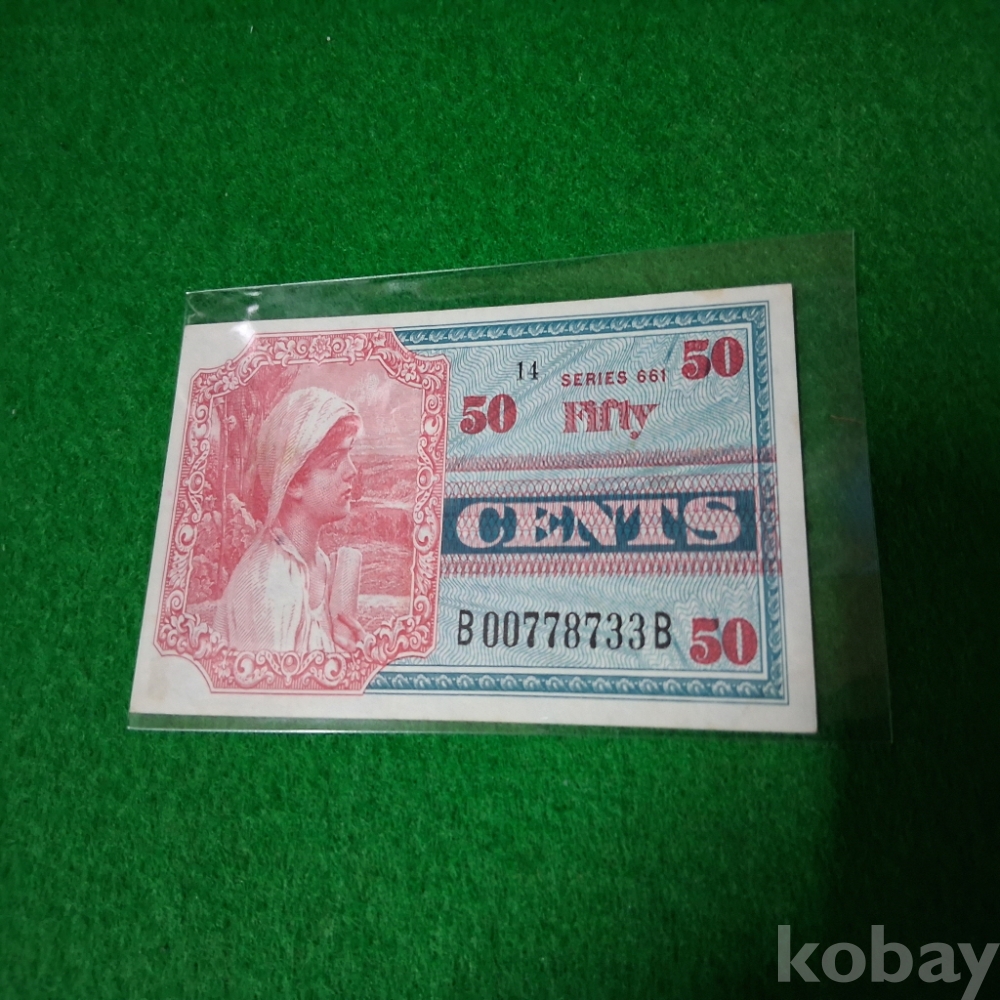 14 SERIES 661 50
50 Fifty
CENTS
B00778733B 50
kobay